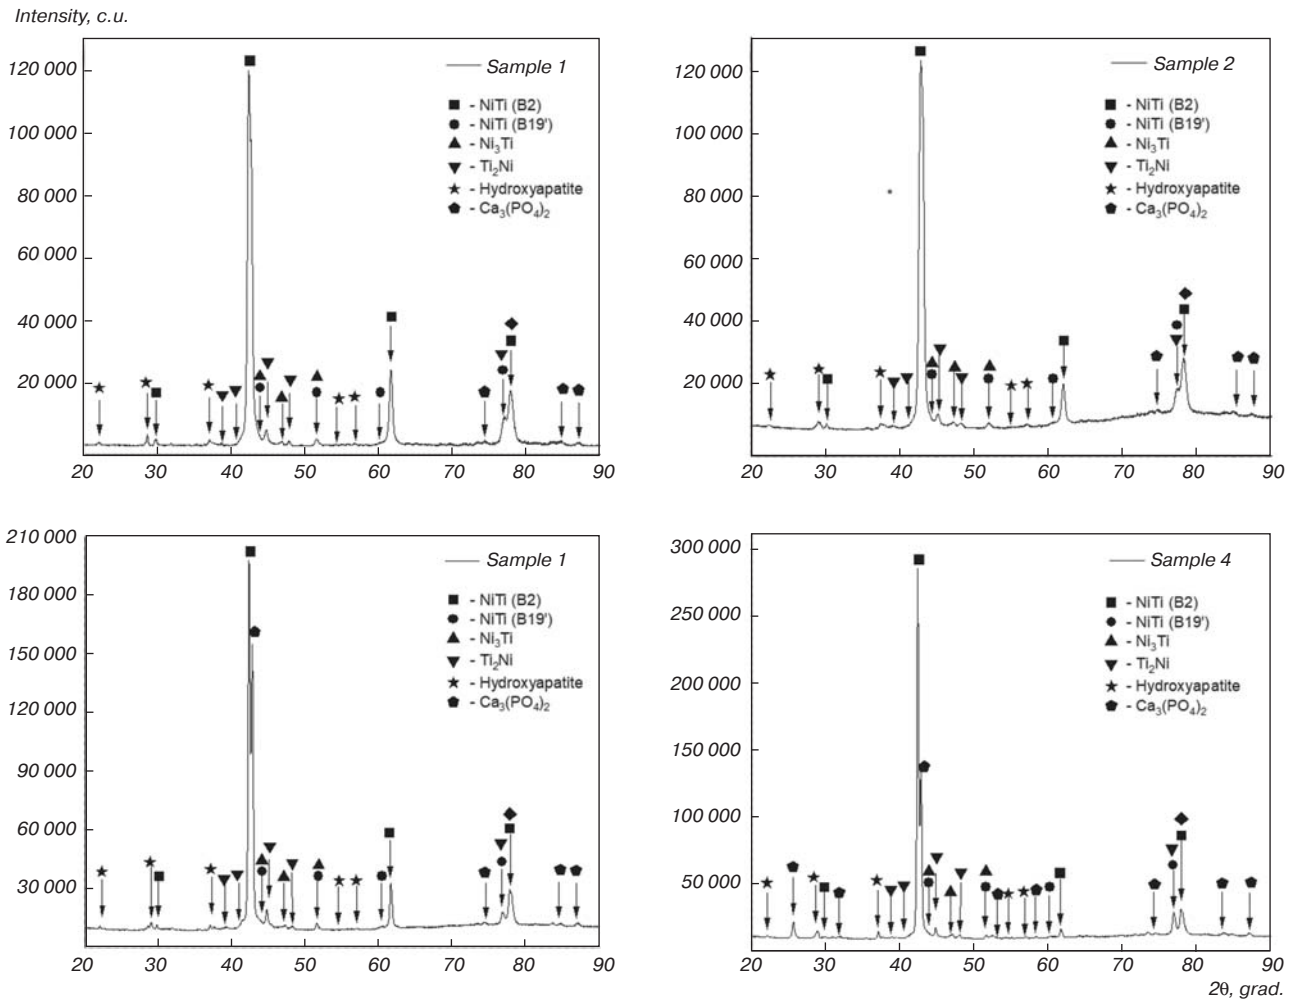 Intensity, c.u.
120 000
100 000
80 000
60 000
40 000
20 000
20 30 40 50 60 70 80 90
Sample 1
- NiTi (B2)
- NiTi (B19')
- Ni₃Ti
- Ti₂Ni
- Hydroxyapatite
- Ca₃(PO₄)₂
120 000
100 000
80 000
60 000
40 000
20 000
20 30 40 50 60 70 80 90
Sample 2
- NiTi (B2)
- NiTi (B19')
- Ni₃Ti
- Ti₂Ni
- Hydroxyapatite
- Ca₃(PO₄)₂
210 000
180 000
150 000
120 000
90 000
60 000
30 000
20 30 40 50 60 70 80 90
Sample 1
- NiTi (B2)
- NiTi (B19')
- Ni₃Ti
- Ti₂Ni
- Hydroxyapatite
- Ca₃(PO₄)₂
300 000
250 000
200 000
150 000
100 000
50 000
20 30 40 50 60 70 80 90
Sample 4
- NiTi (B2)
- NiTi (B19')
- Ni₃Ti
- Ti₂Ni
- Hydroxyapatite
- Ca₃(PO₄)₂
2θ, grad.